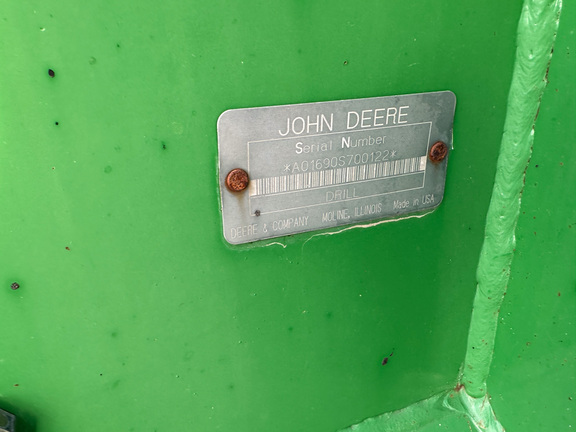 JOHN DEERE
Serial Number
*A01690S700122*
DRILL
DEERE & COMPANY MOLINE, ILLINOIS Made in USA